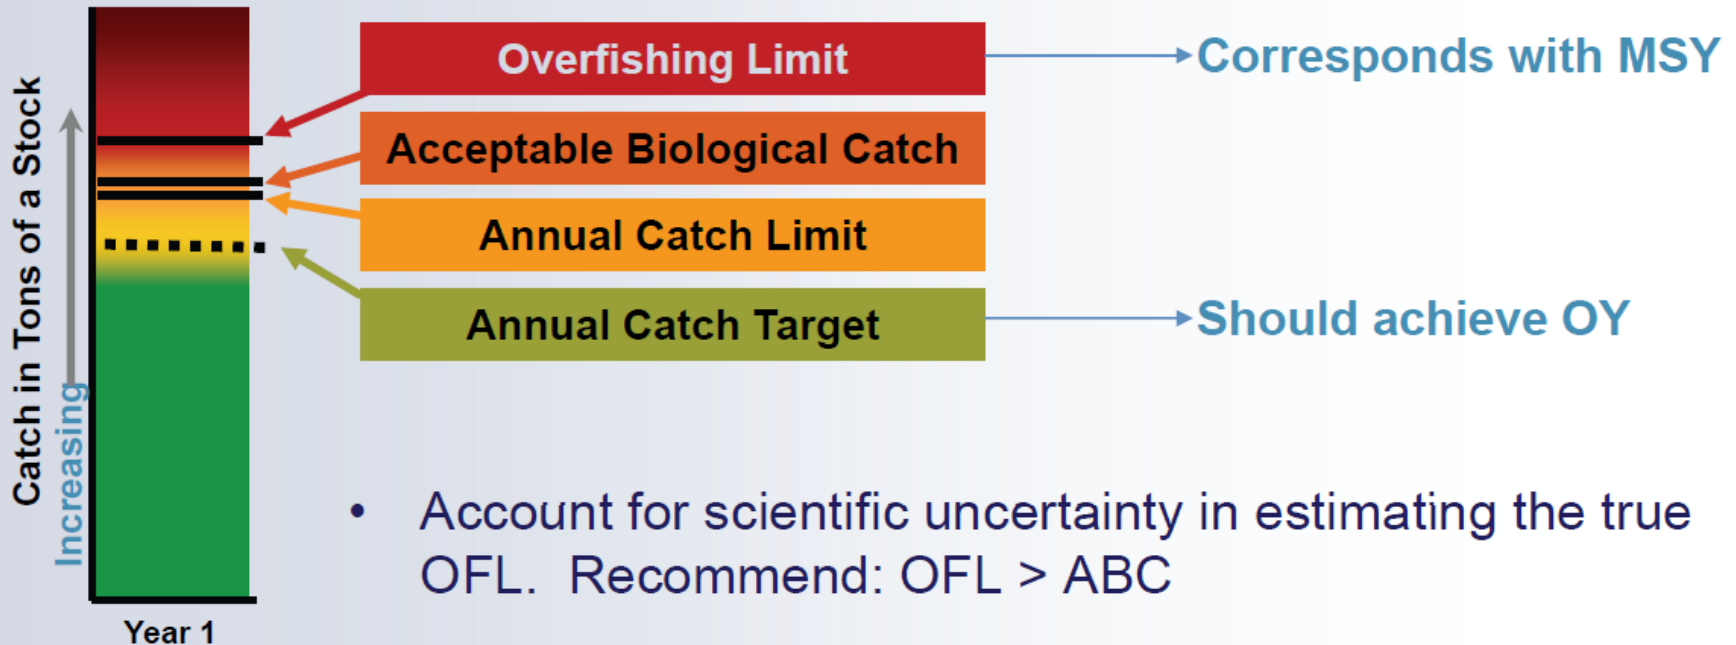 Catch in Tons of a Stock
Increasing
Year 1
Overfishing Limit
Corresponds with MSY
Acceptable Biological Catch
Annual Catch Limit
Annual Catch Target
Should achieve OY
• Account for scientific uncertainty in estimating the true
OFL. Recommend: OFL > ABC